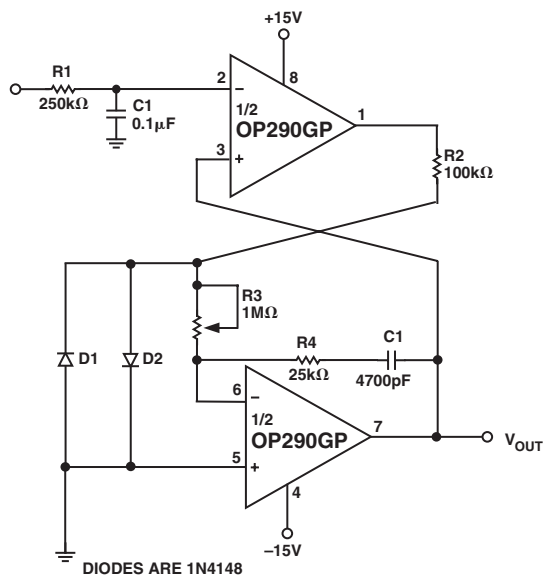 +15V
R1
250kΩ
C1
0.1µF
2
−
8
1/2
OP290GP
1
3
+
R2
100kΩ
R3
1MΩ
D1
D2
R4
25kΩ
C1
4700pF
6
−
1/2
OP290GP
7
5
+
4
VOUT
−15V
DIODES ARE 1N4148